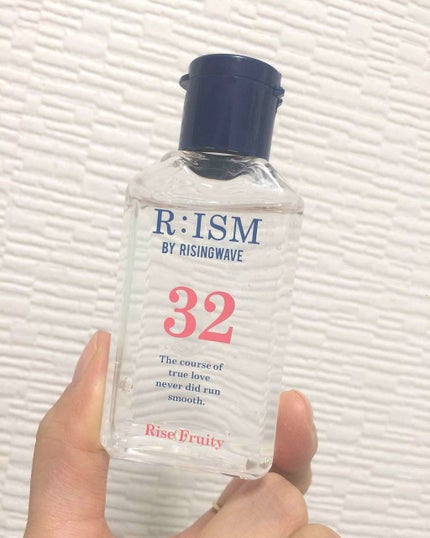 R:ISM
BY RISINGWAVE
32
The course of
true love
never did run
smooth.
Rise Fruity